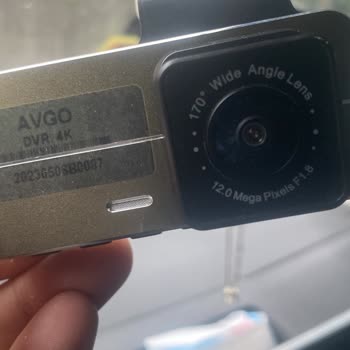 AVGO
DVR 4K
170° Wide Angle Lens
12.0 Mega Pixels F1.8